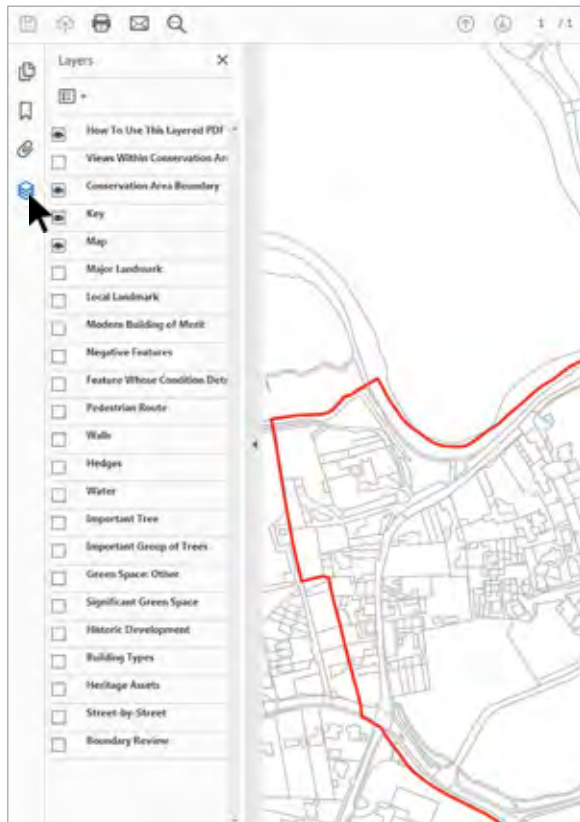 1 / 1
Layers
How To Use This Layered PDF
Views Within Conservation Are
Conservation Area Boundary
Key
Map
Major Landmark
Local Landmark
Modern Building of Merit
Negative Features
Feature Whose Condition Detr
Pedestrian Route
Walls
Hedges
Water
Important Tree
Important Group of Trees
Green Space: Other
Significant Green Space
Historic Development
Building Types
Heritage Assets
Street-by-Street
Boundary Review